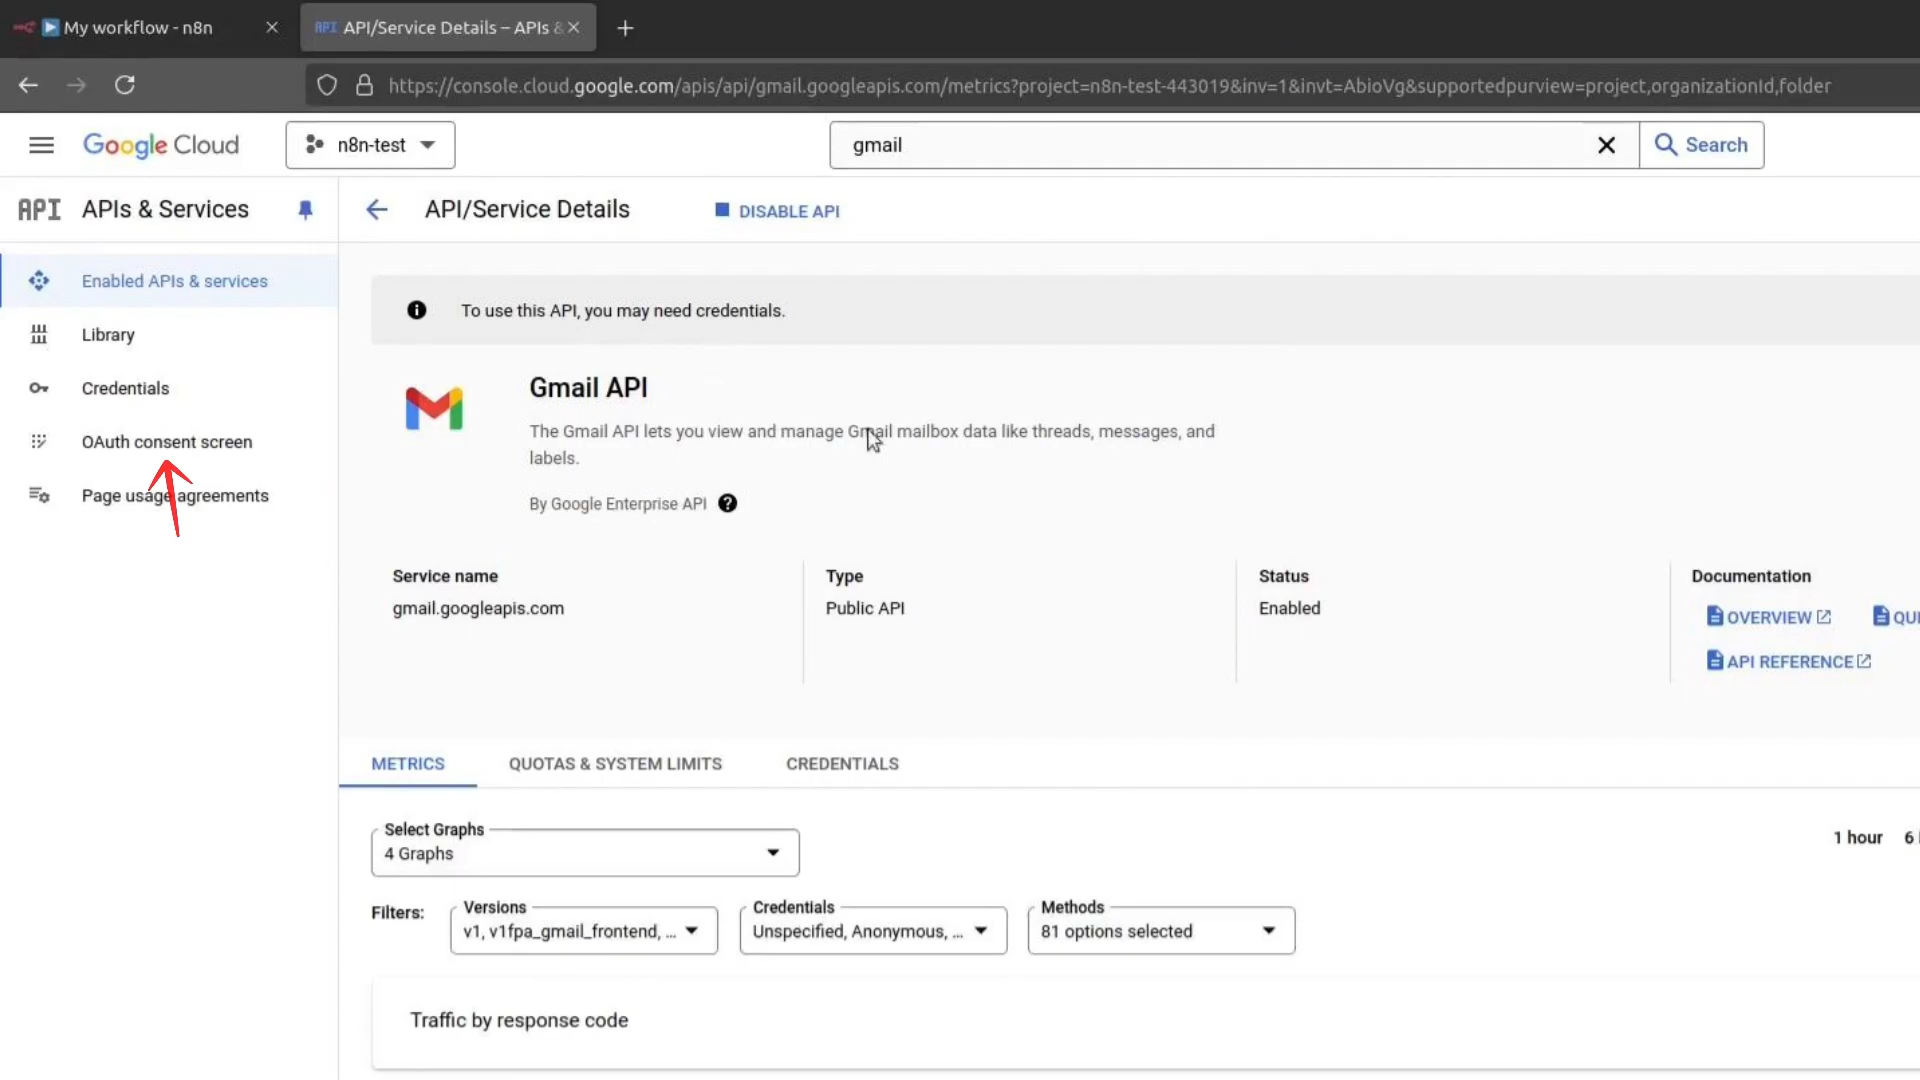 My workflow - n8n
API API/Service Details – APIs &
https://console.cloud.google.com/apis/api/gmail.googleapis.com/metrics?project=n8n-test-443019&inv=1&invt=AbioVg&supportedpurview=project,organizationId,folder
Google Cloud
n8n-test
gmail
Search
API APIs & Services
API/Service Details
DISABLE API
Enabled APIs & services
Library
Credentials
OAuth consent screen
Page usage agreements
To use this API, you may need credentials.
Gmail API
The Gmail API lets you view and manage Gmail mailbox data like threads, messages, and
labels.
By Google Enterprise API
Service name
gmail.googleapis.com
Type
Public API
Status
Enabled
Documentation
OVERVIEW
QUI
API REFERENCE
METRICS
QUOTAS & SYSTEM LIMITS
CREDENTIALS
Select Graphs
4 Graphs
1 hour
6
Filters:
Versions
v1, v1fpa_gmail_frontend, ...
Credentials
Unspecified, Anonymous, ...
Methods
81 options selected
Traffic by response code